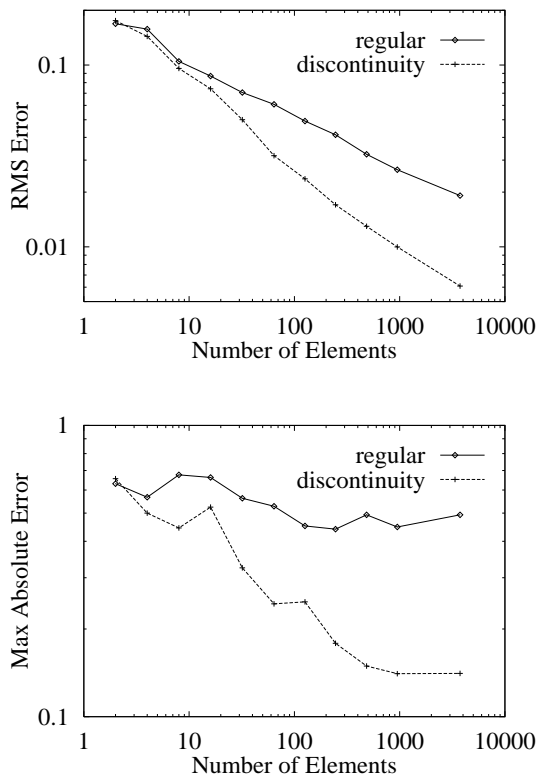 0.1
0.01
RMS Error
regular
discontinuity
1 10 100 1000 10000
Number of Elements
1
0.1
Max Absolute Error
regular
discontinuity
1 10 100 1000 10000
Number of Elements